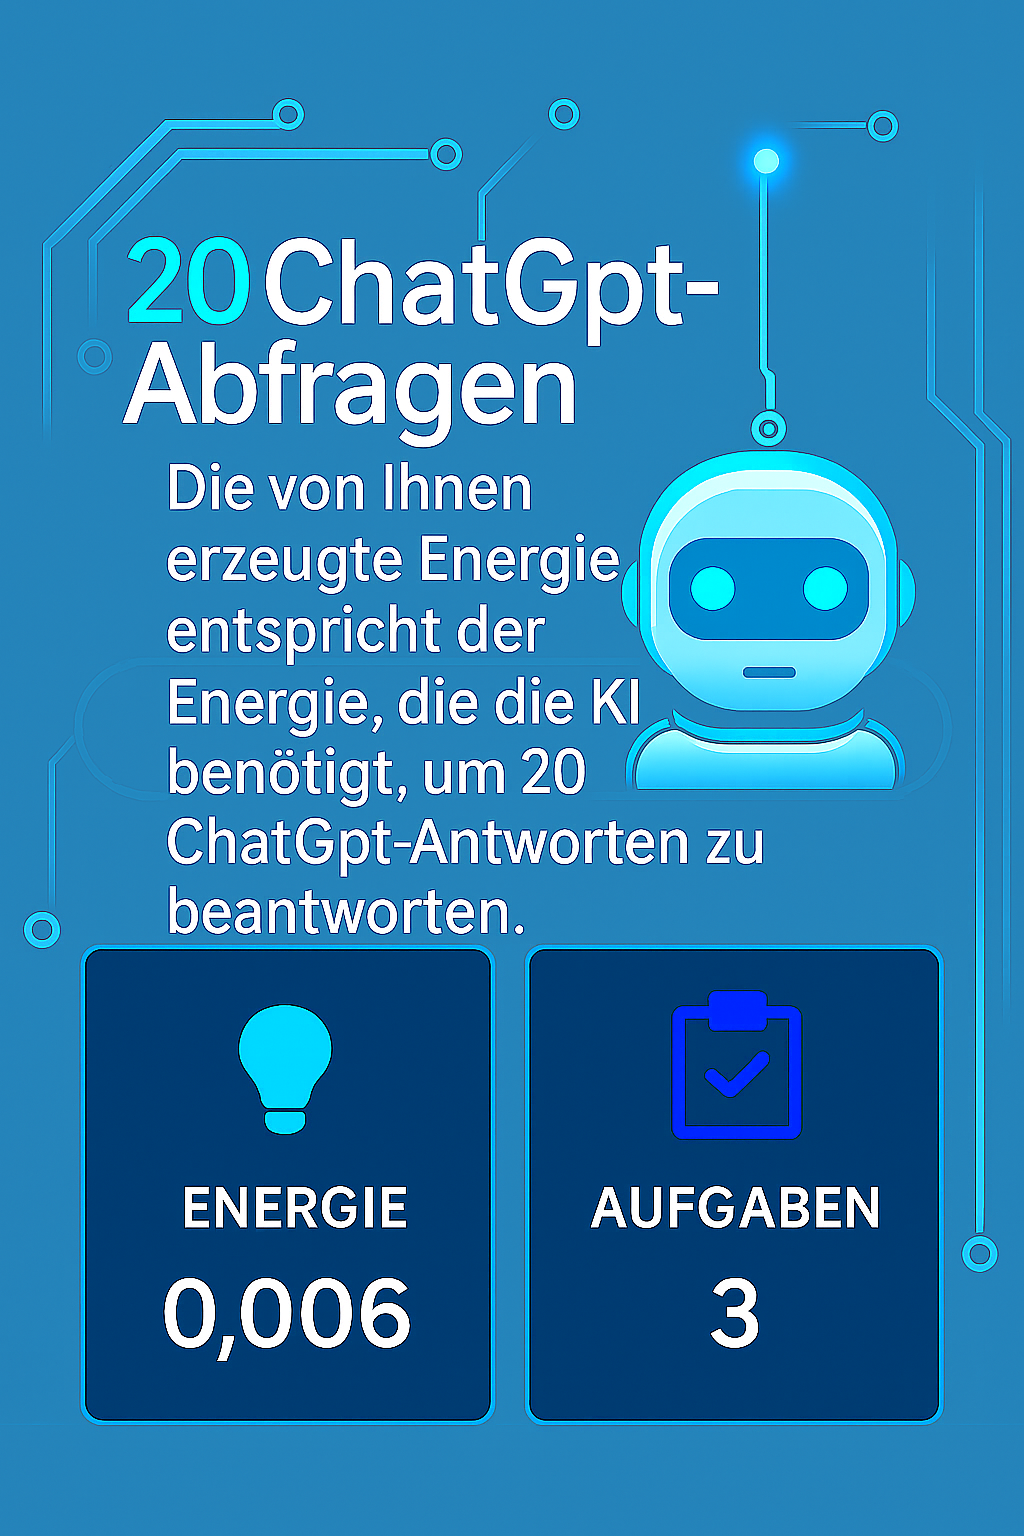 20 ChatGpt-
Abfragen
Die von Ihnen
erzeugte Energie
entspricht der
Energie, die die KI
benötigt, um 20
ChatGpt-Antworten zu
beantworten.
ENERGIE
0,006
AUFGABEN
3